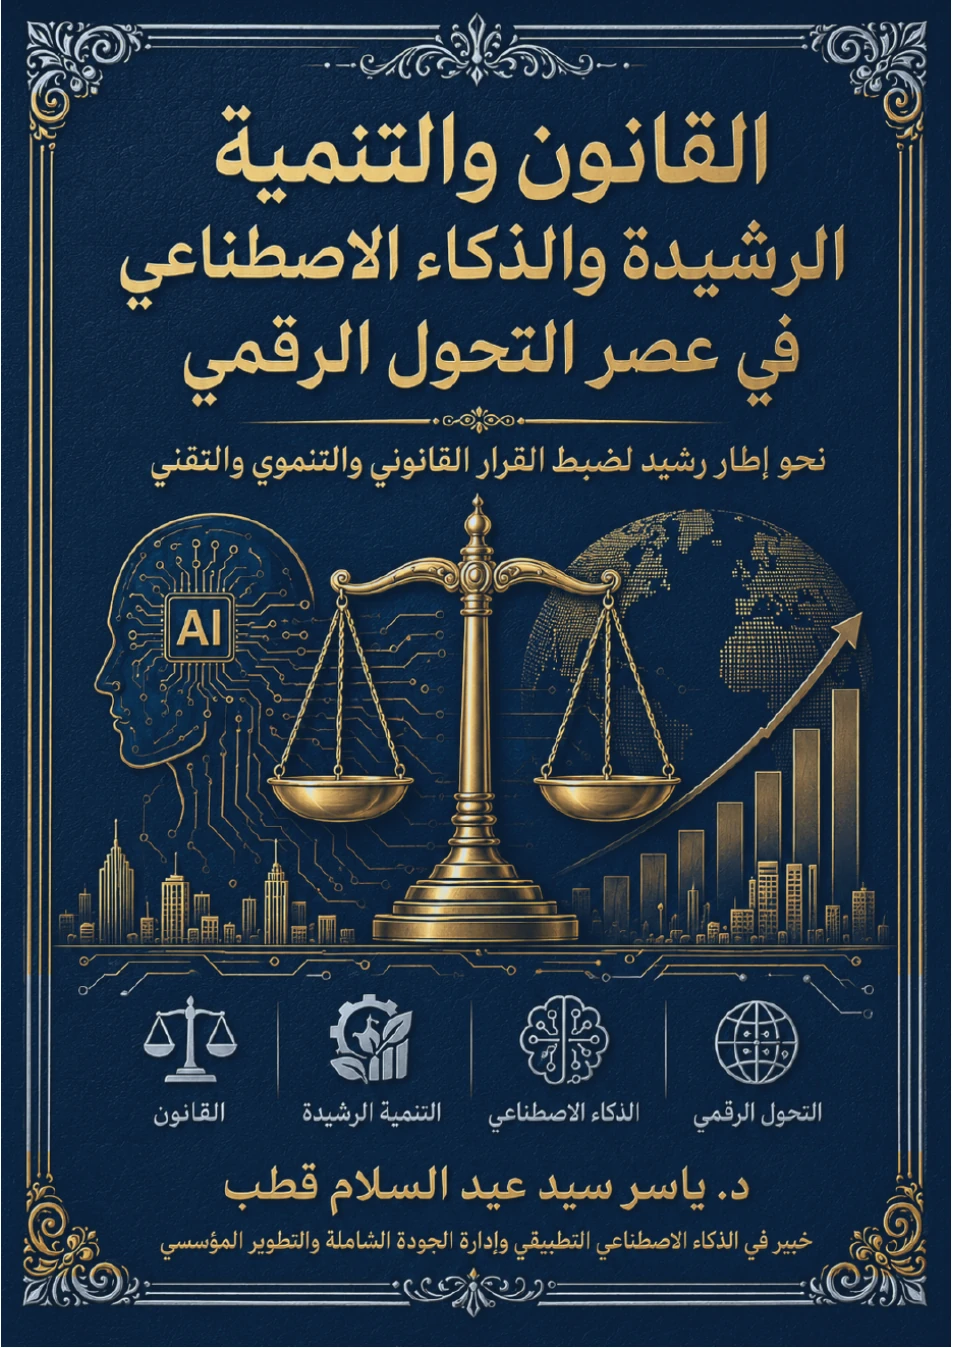 القانون والتنمية
الرشيدة والذكاء الاصطناعي
في عصر التحول الرقمي
نحو إطار رشيد لضبط القرار القانوني والتنموي والتقني
AI
التحول الرقمي
الذكاء الاصطناعي
التنمية الرشيدة
القانون
د. ياسر سيد عيد السلام قطب
خبير في الذكاء الاصطناعي التطبيقي وإدارة الجودة الشاملة والتطوير المؤسسي